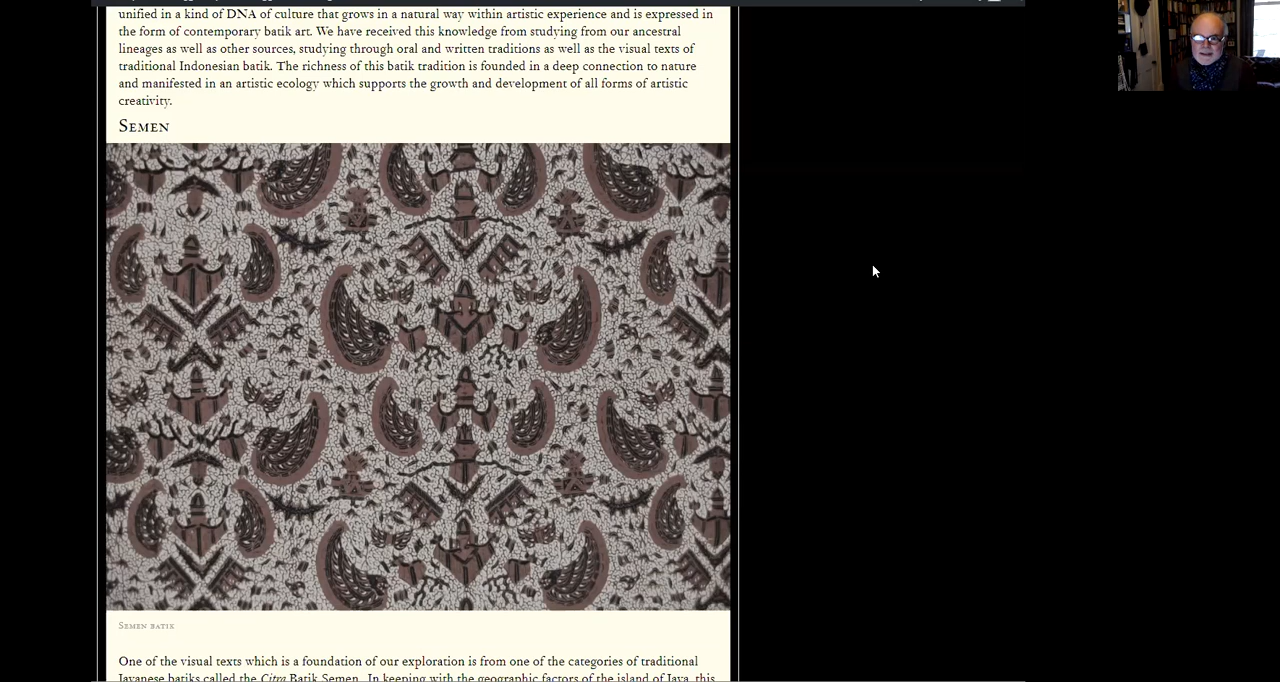 unified in a kind of DNA of culture that grows in a natural way within artistic experience and is expressed in
the form of contemporary batik art. We have received this knowledge from studying from our ancestral
lineages as well as other sources, studying through oral and written traditions as well as the visual texts of
traditional Indonesian batik. The richness of this batik tradition is founded in a deep connection to nature
and manifested in an artistic ecology which supports the growth and development of all forms of artistic
creativity.
Semen
Semen batik
One of the visual texts which is a foundation of our exploration is from one of the categories of traditional
Javanese batiks called the Citra Batik Semen. In keeping with the geographic factors of the island of Java, this